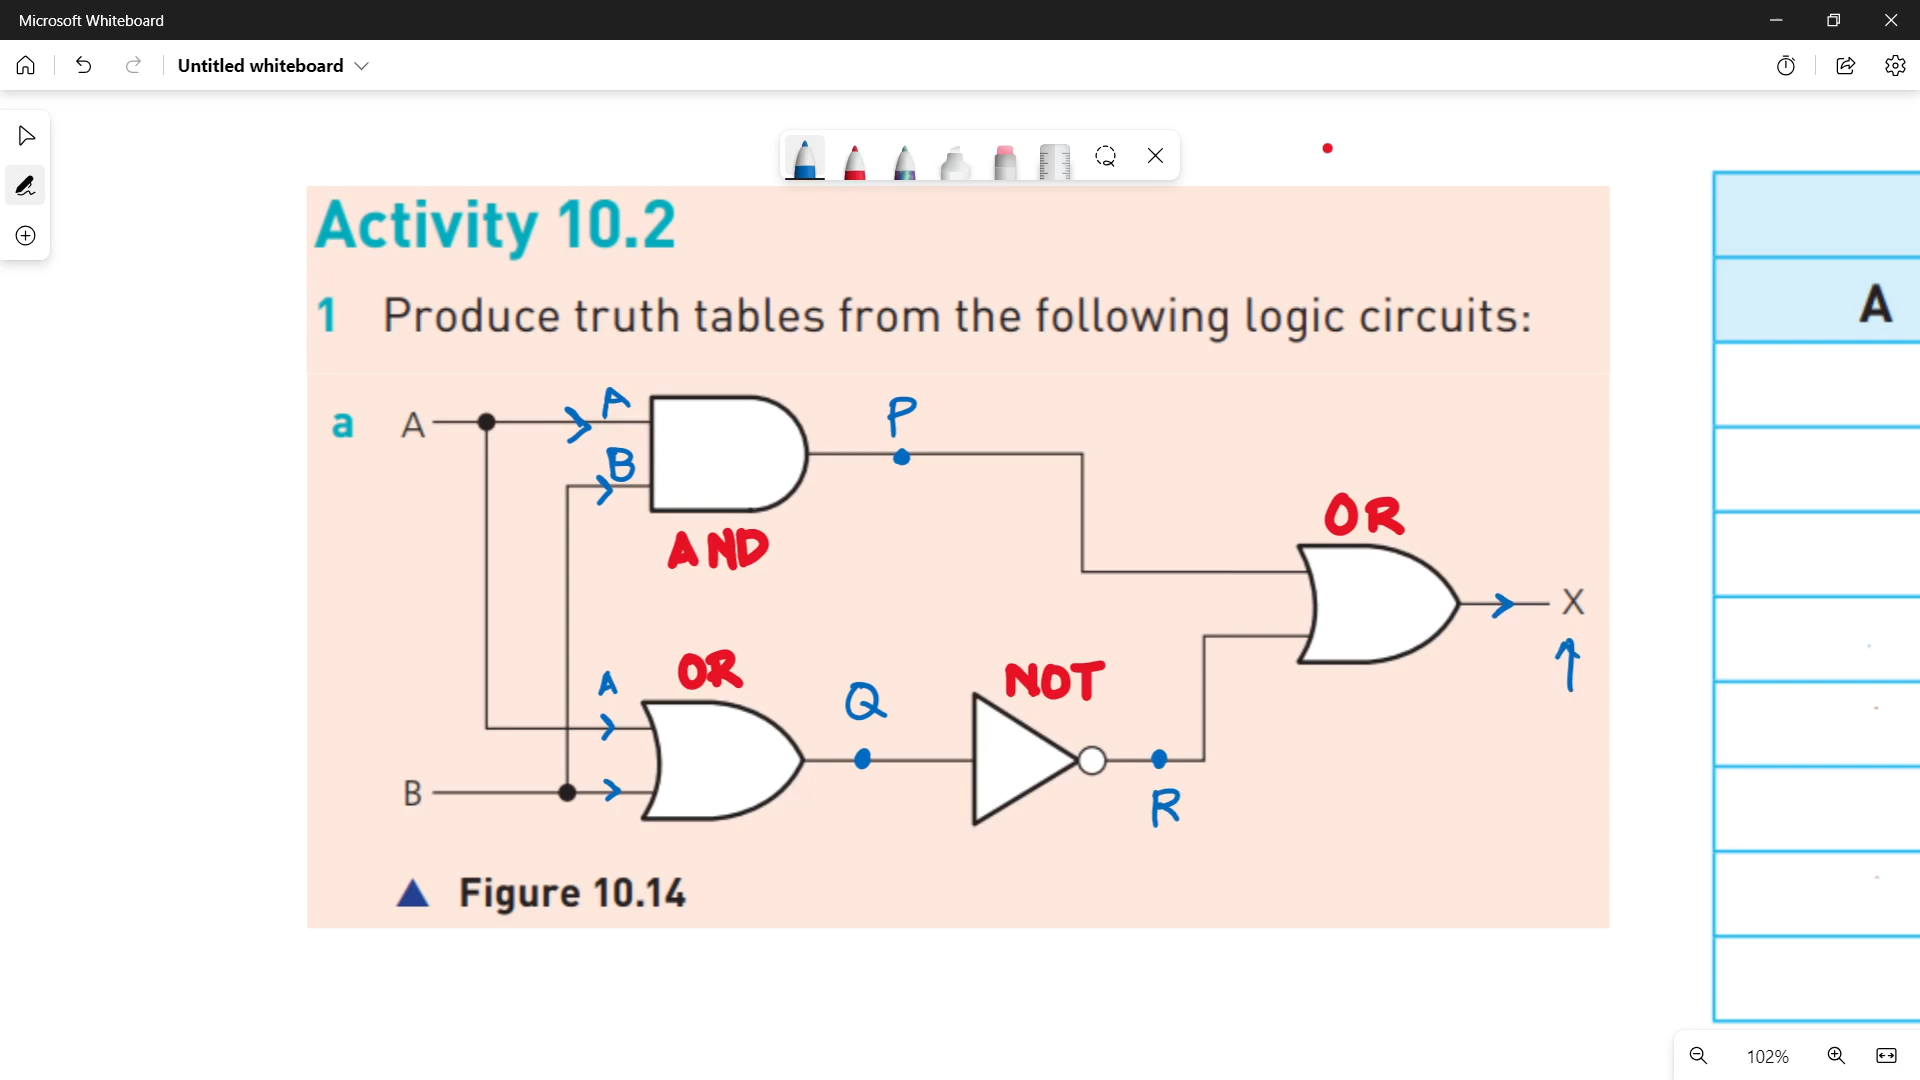 Microsoft Whiteboard
Untitled whiteboard
Activity 10.2
1 Produce truth tables from the following logic circuits:
A
a A
A
B
P
AND
OR
X
A
OR
Q
NOT
B
R
▲ Figure 10.14
102%